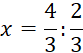 x = 4/3 : 2/3